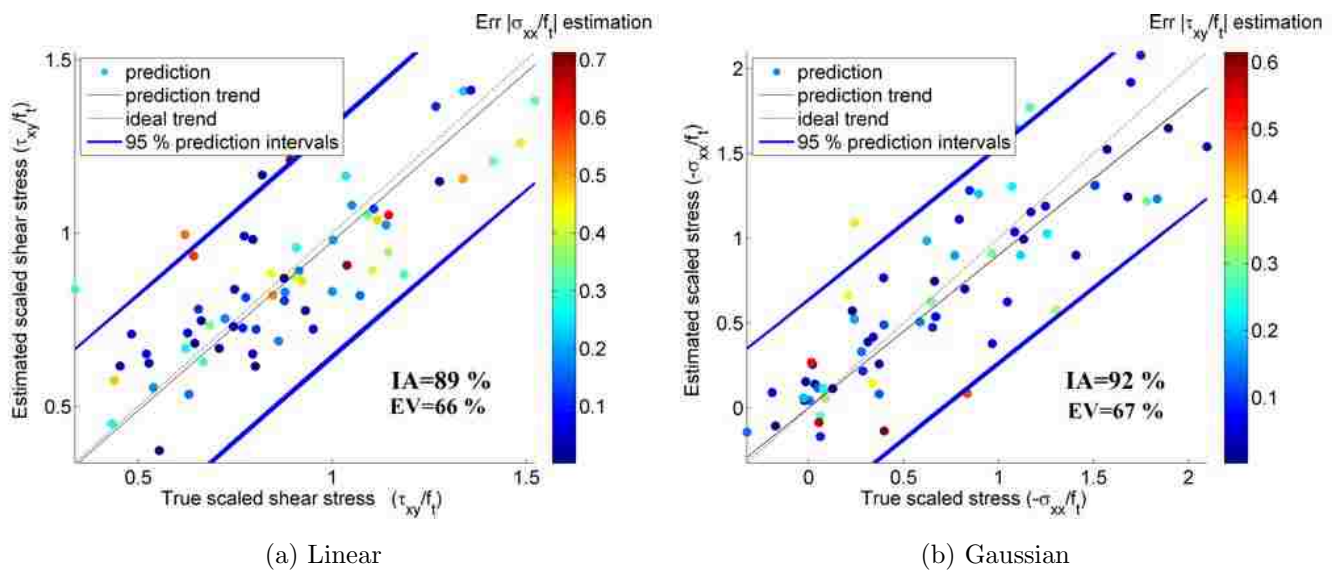 Err |σxx/ft| estimation
1.5
1
0.5
Estimated scaled shear stress (τxy/ft)
prediction
prediction trend
ideal trend
95 % prediction intervals
IA=89 %
EV=66 %
0.5
1
1.5
True scaled shear stress (τxy/ft)
0.7
0.6
0.5
0.4
0.3
0.2
0.1
(a) Linear
Err |τxy/ft| estimation
2
1.5
1
0.5
0
Estimated scaled stress (-σxx/ft)
prediction
prediction trend
ideal trend
95 % prediction intervals
IA=92 %
EV=67 %
0
0.5
1
1.5
2
True scaled stress (-σxx/ft)
0.6
0.5
0.4
0.3
0.2
0.1
(b) Gaussian